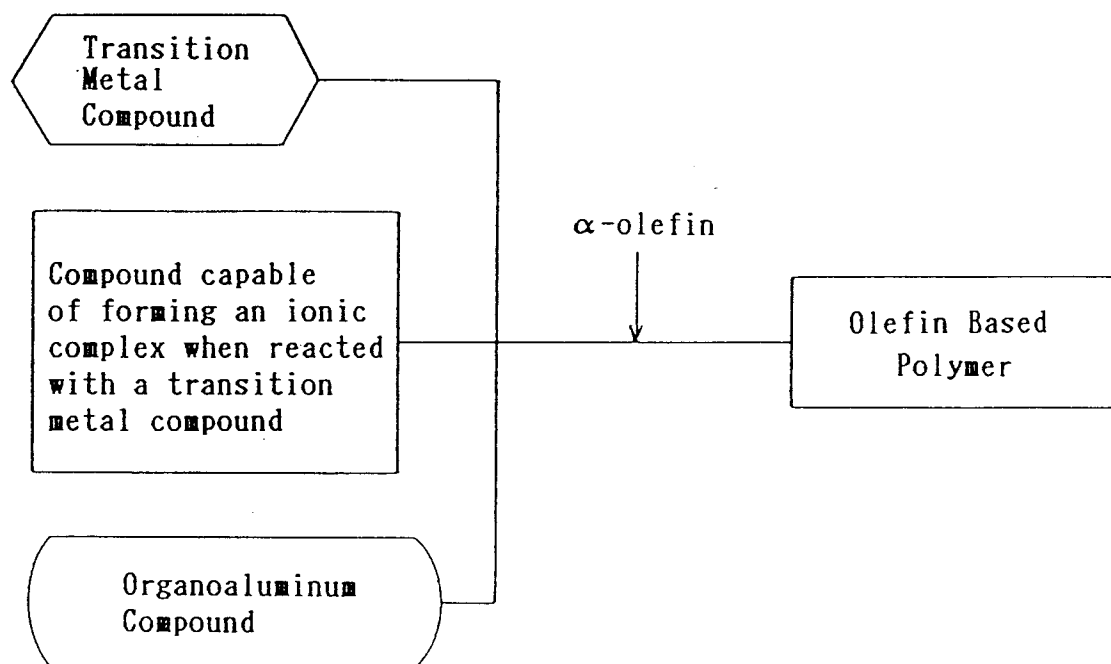 Transition
Metal
Compound
α-olefin
Compound capable
of forming an ionic
complex when reacted
with a transition
metal compound
Olefin Based
Polymer
Organoaluminum
Compound